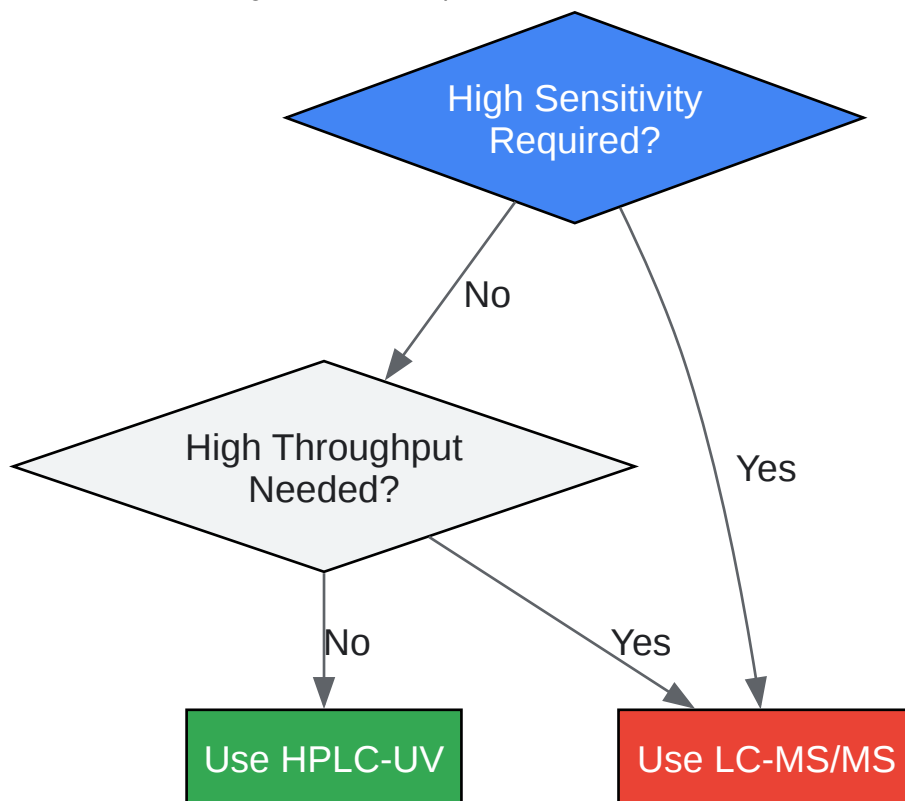 High Sensitivity
Required?
No
Yes
High Throughput
Needed?
No
Yes
Use HPLC-UV
Use LC-MS/MS